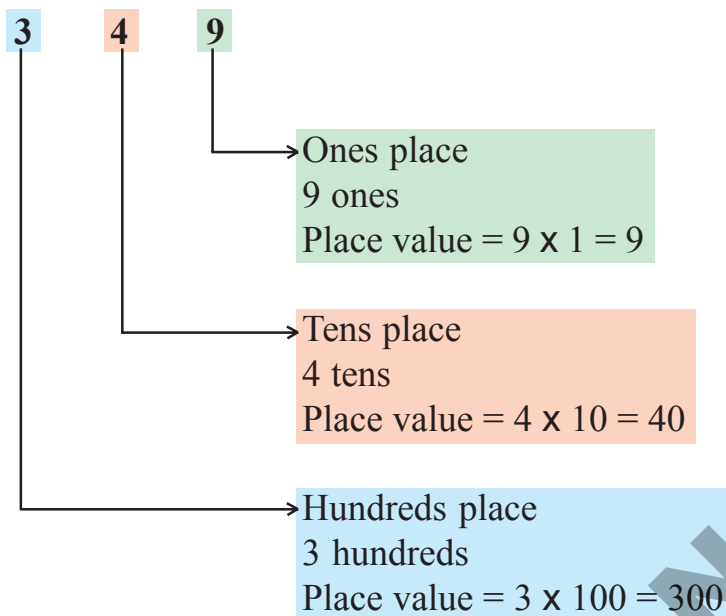 3 4 9
Ones place
9 ones
Place value = 9 x 1 = 9
Tens place
4 tens
Place value = 4 x 10 = 40
Hundreds place
3 hundreds
Place value = 3 x 100 = 300